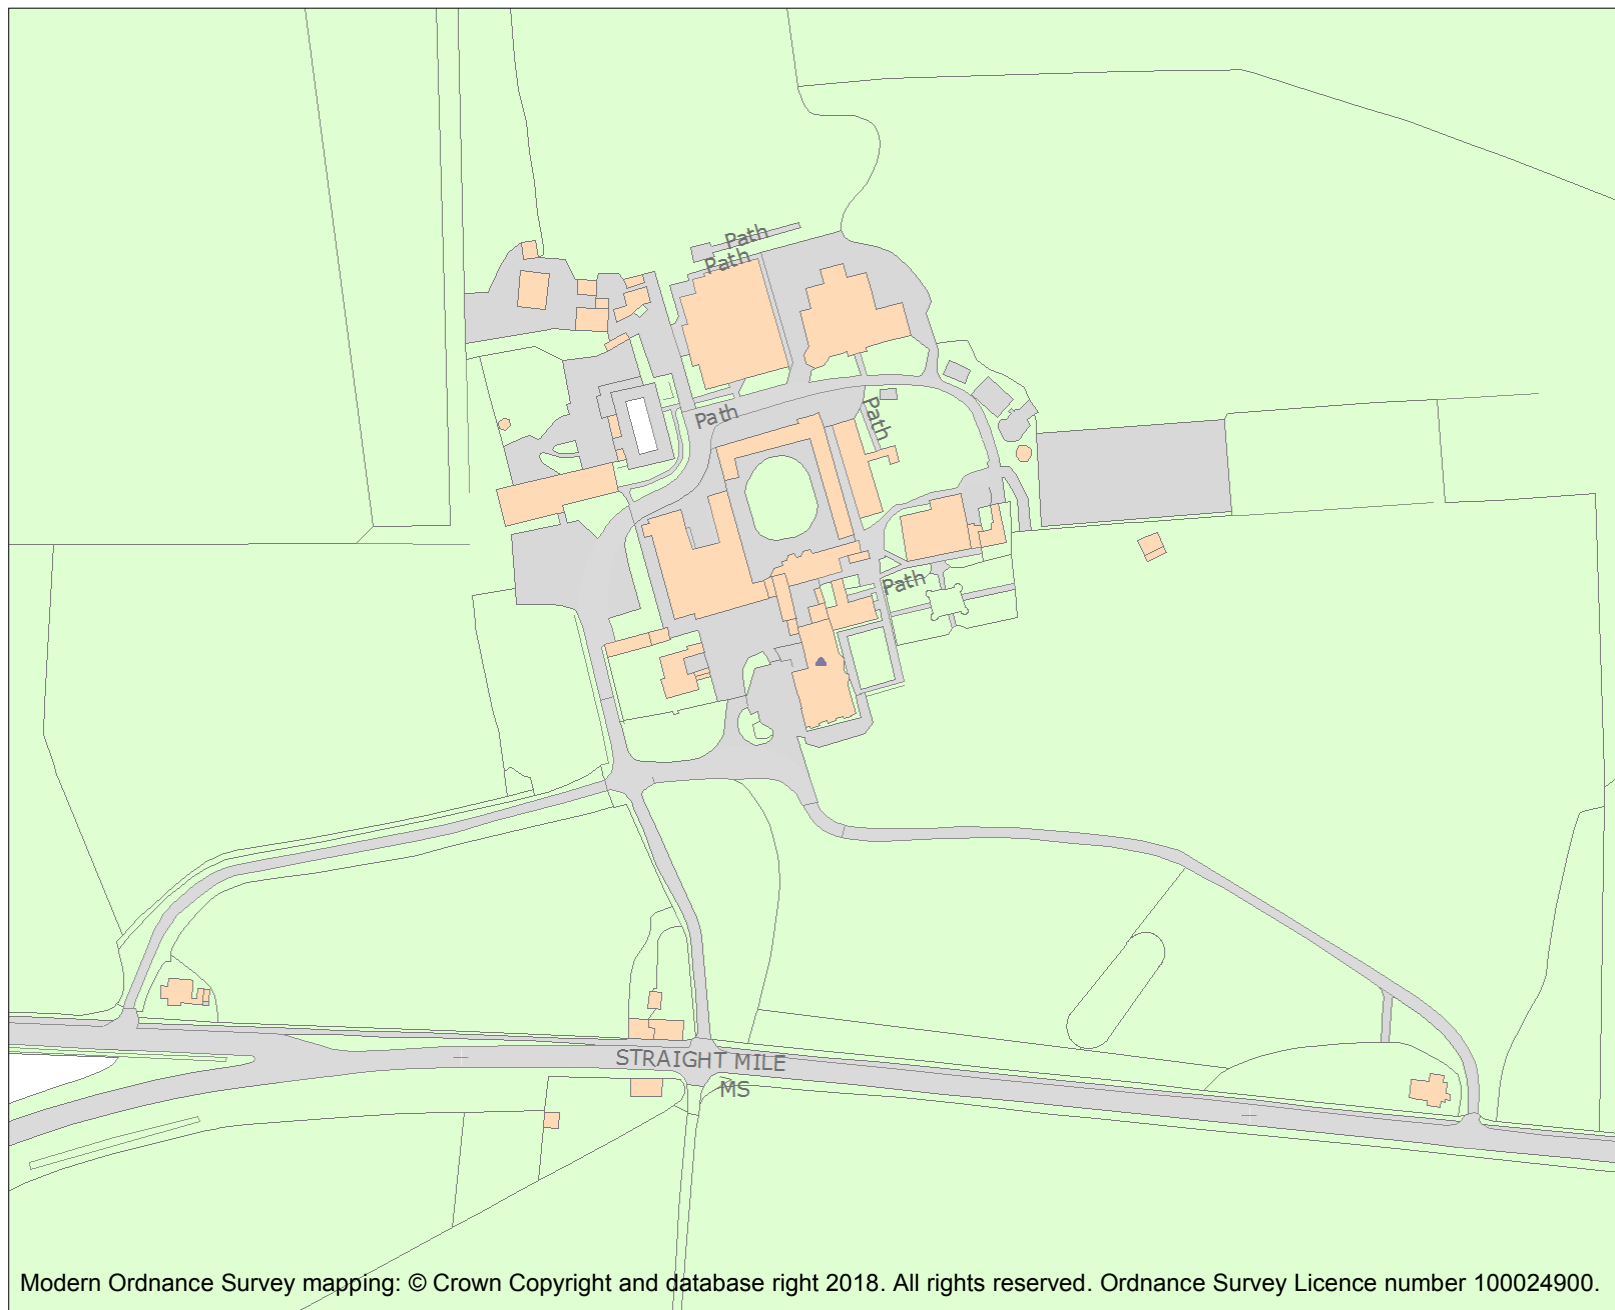 Path
Path
Path
Path
Path
STRAIGHT MILE
MS
Modern Ordnance Survey mapping: © Crown Copyright and database right 2018. All rights reserved. Ordnance Survey Licence number 100024900.